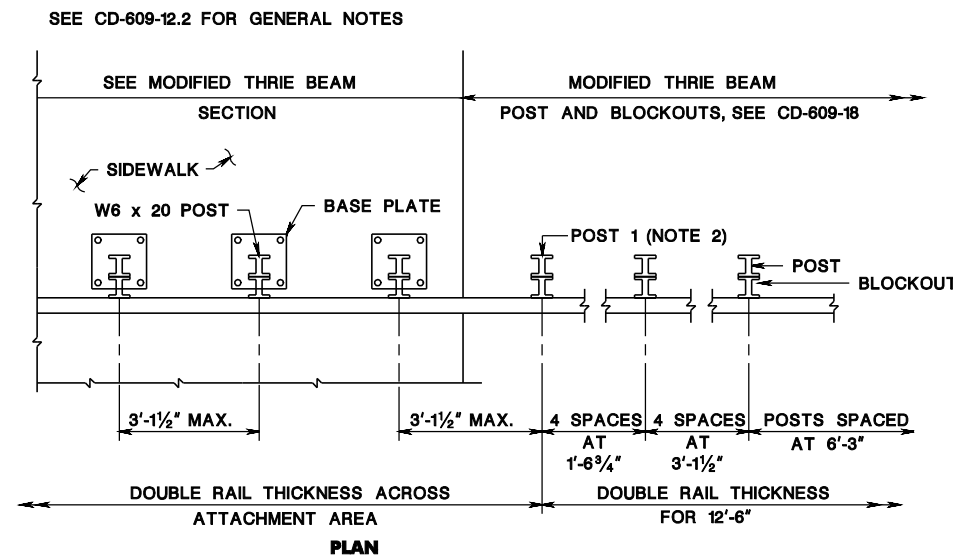 SEE CD-609-12.2 FOR GENERAL NOTES
SEE MODIFIED THRIE BEAM
SECTION
MODIFIED THRIE BEAM
POST AND BLOCKOUTS, SEE CD-609-18
SIDEWALK
W6 x 20 POST
BASE PLATE
POST 1 (NOTE 2)
POST
BLOCKOUT
3'-1½" MAX.
3'-1½" MAX.
4 SPACES
AT
1'-6¾"
4 SPACES
AT
3'-1½"
POSTS SPACED
AT 6'-3"
DOUBLE RAIL THICKNESS ACROSS
ATTACHMENT AREA
DOUBLE RAIL THICKNESS
FOR 12'-6"
PLAN